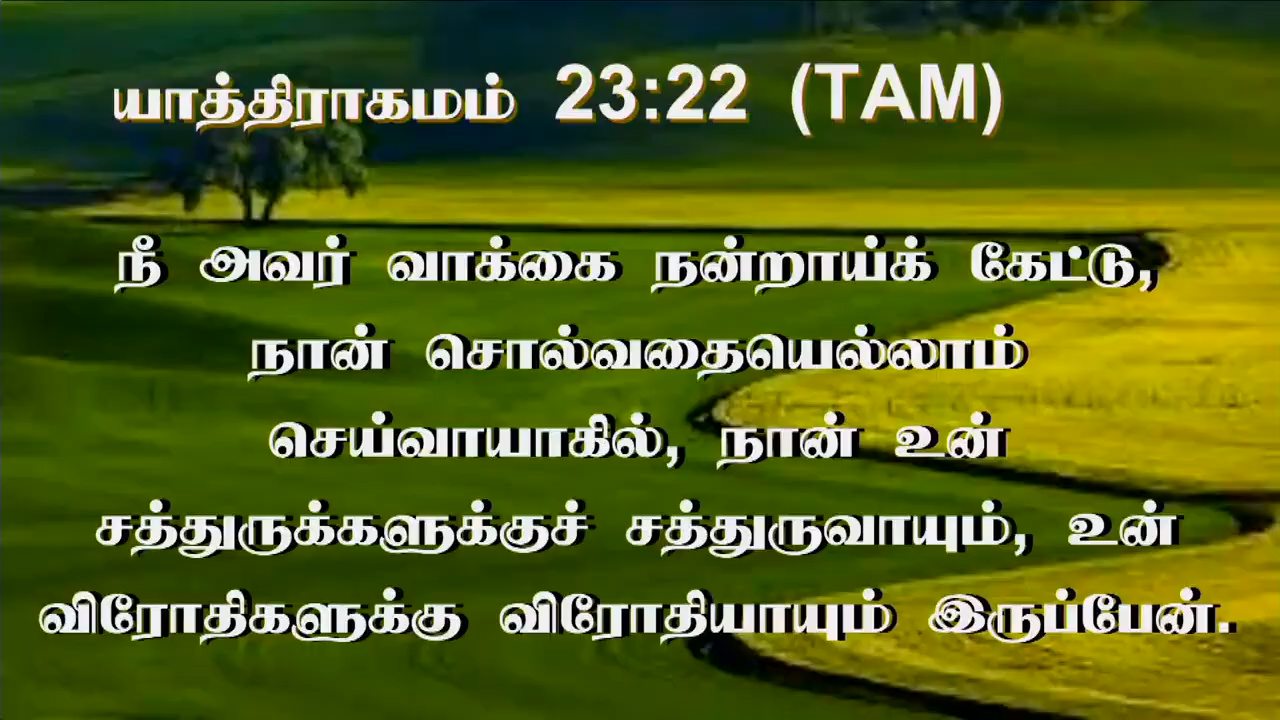 யாத்திராகமம் 23:22 (TAM)
நீ அவர் வாக்கை நன்றாய்க் கேட்டு,
நான் சொல்வதையெல்லாம்
செய்வாயாகில், நான் உன்
சத்துருக்களுக்குச் சத்துருவாயும், உன்
விரோதிகளுக்கு விரோதியாயும் இருப்பேன்.